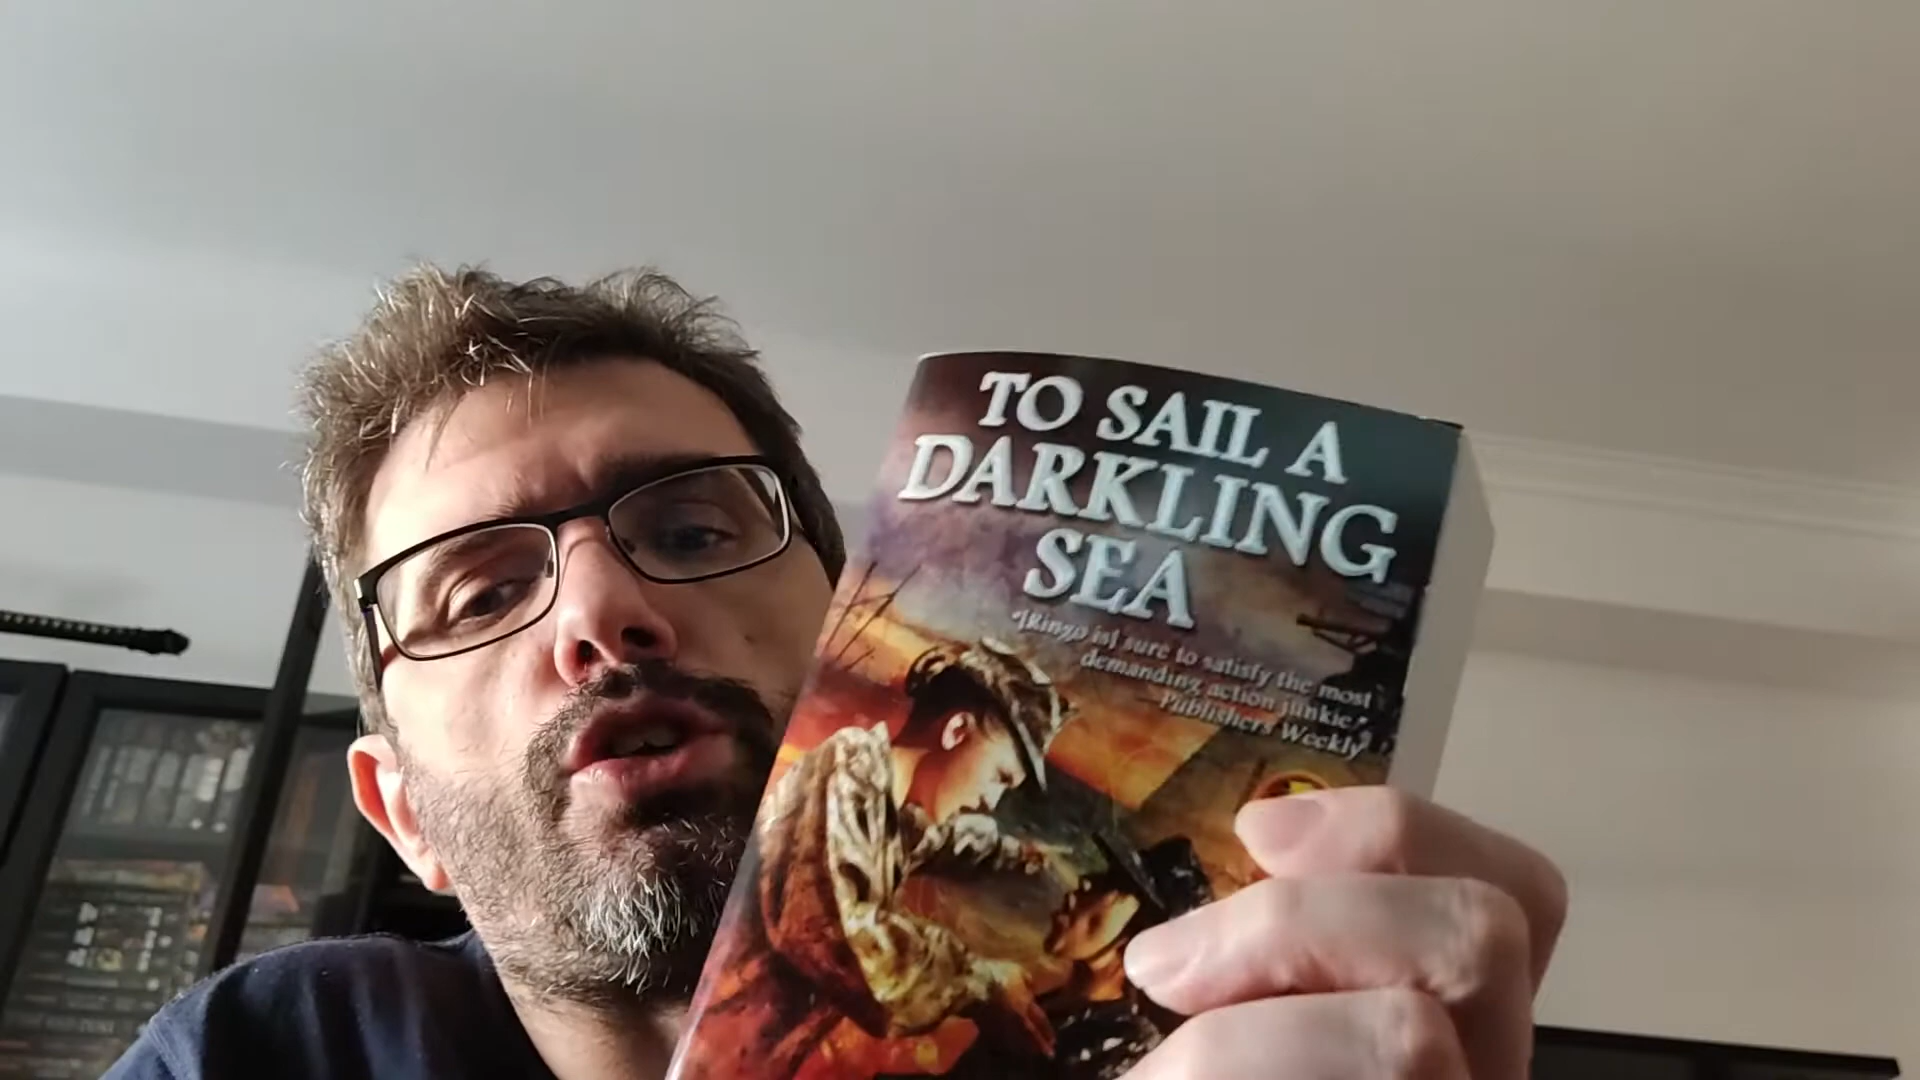 TO SAIL A
DARKLING
SEA
"[Ringo is] sure to satisfy the most
demanding action junkie."
—Publishers Weekly